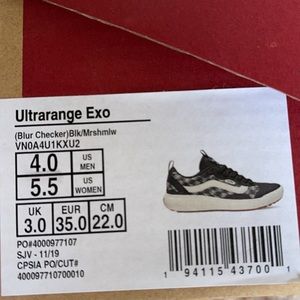 Ultrarange Exo
(Blur Checker)Blk/Mrshmlw
VN0A4U1KXU2
4.0 US MEN
5.5 US WOMEN
UK EUR CM
3.0 35.0 22.0
PO#4000977107
SJV - 11/19
CPSIA PO/CUT#
400097710700010
1 94115 43700 1